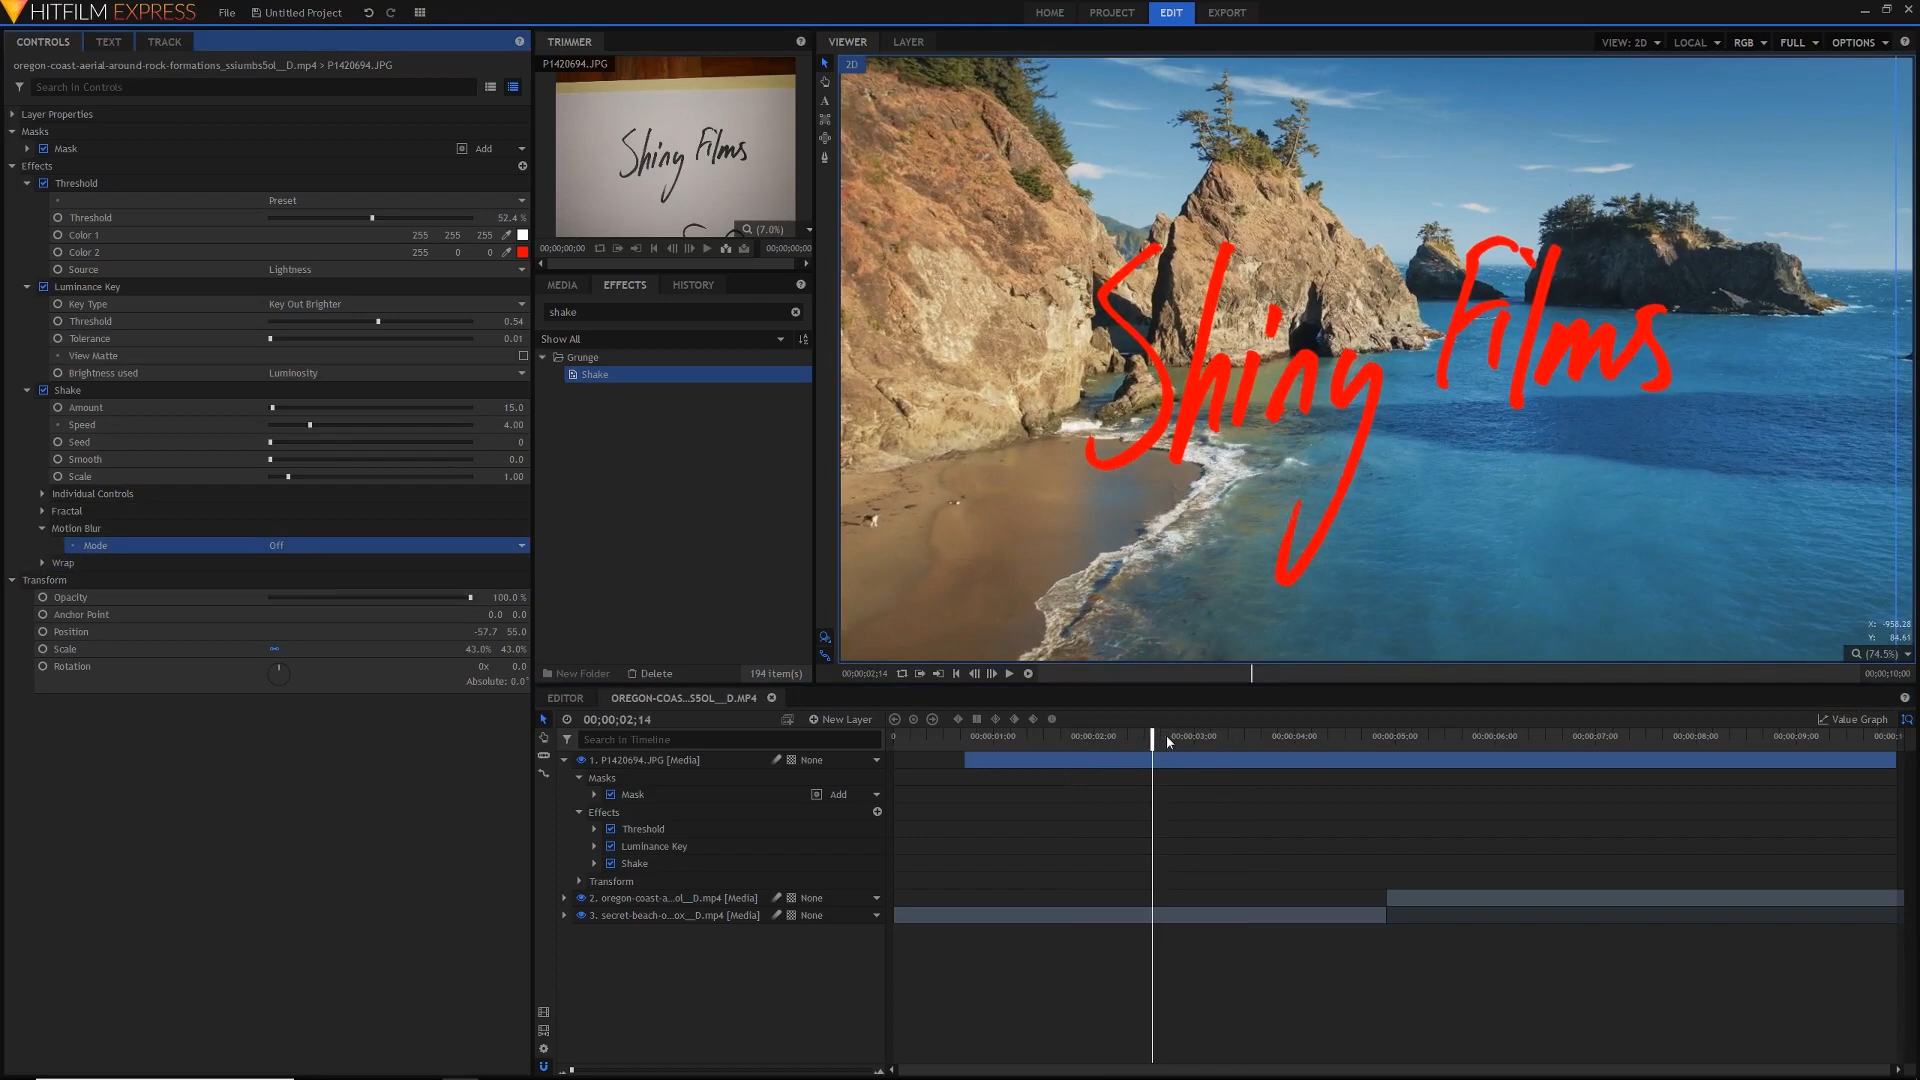 HITFILM EXPRESS
File
Untitled Project
HOME
PROJECT
EDIT
EXPORT
CONTROLS
TEXT
TRACK
oregon-coast-aerial-around-rock-formations_ssiumbs5ol__D.mp4 > P1420694.JPG
Search in Controls
Layer Properties
Masks
Mask
Add
Effects
Threshold
Preset
Threshold 52.4 %
Color 1 255 255 255
Color 2 255 0 0
Source Lightness
Luminance Key
Key Type Key Out Brighter
Threshold 0.54
Tolerance 0.01
View Matte
Brightness used Luminosity
Shake
Amount 15.0
Speed 4.00
Seed 0
Smooth 0.0
Scale 1.00
Individual Controls
Fractal
Motion Blur
Mode Off
Wrap
Transform
Opacity 100.0 %
Anchor Point 0.0 0.0
Position -57.7 55.0
Scale 43.0% 43.0%
Rotation 0x 0.0
Absolute: 0.0°
TRIMMER
P1420694.JPG
Shiny Films
(7.0%)
00;00;00;00
00;00;00;00
MEDIA
EFFECTS
HISTORY
shake
Show All
Grunge
Shake
New Folder
Delete
194 item(s)
VIEWER
LAYER
VIEW: 2D
LOCAL
RGB
FULL
OPTIONS
2D
Shiny Films
X: -958.28
Y: 84.61
(74.5%)
00;00;02;14
00;00;10;00
EDITOR
OREGON-COAS...S5OL__D.MP4
00;00;02;14
New Layer
Value Graph
Search in Timeline
0
00;00;01;00
00;00;02;00
00;00;03;00
00;00;04;00
00;00;05;00
00;00;06;00
00;00;07;00
00;00;08;00
00;00;09;00
00;00;1
1. P1420694.JPG [Media] None
Masks
Mask Add
Effects
Threshold
Luminance Key
Shake
Transform
2. oregon-coast-a...ol__D.mp4 [Media] None
3. secret-beach-o...ox__D.mp4 [Media] None